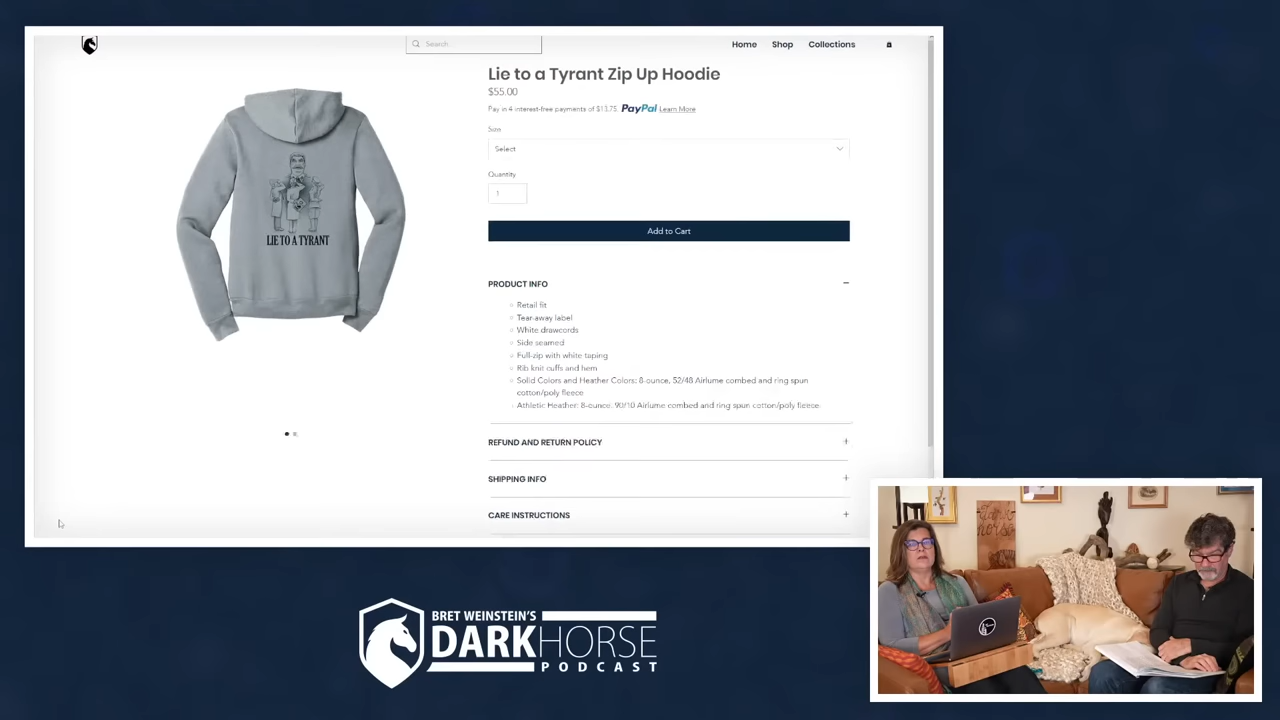 Search...
Home
Shop
Collections
Lie to a Tyrant Zip Up Hoodie
$55.00
Pay in 4 interest-free payments of $13.75 PayPal Learn More
Size
Select
Quantity
1
Add to Cart
LIE TO A TYRANT
PRODUCT INFO
Retail fit
Tear-away label
White drawcords
Side seamed
Full-zip with white taping
Rib knit cuffs and hem
Solid Colors and Heather Colors: 8-ounce, 52/48 Airlume combed and ring spun
cotton/poly fleece
Athletic Heather: 8-ounce, 90/10 Airlume combed and ring spun cotton/poly fleece
REFUND AND RETURN POLICY
SHIPPING INFO
CARE INSTRUCTIONS
BRET WEINSTEIN'S
DARKHORSE
PODCAST